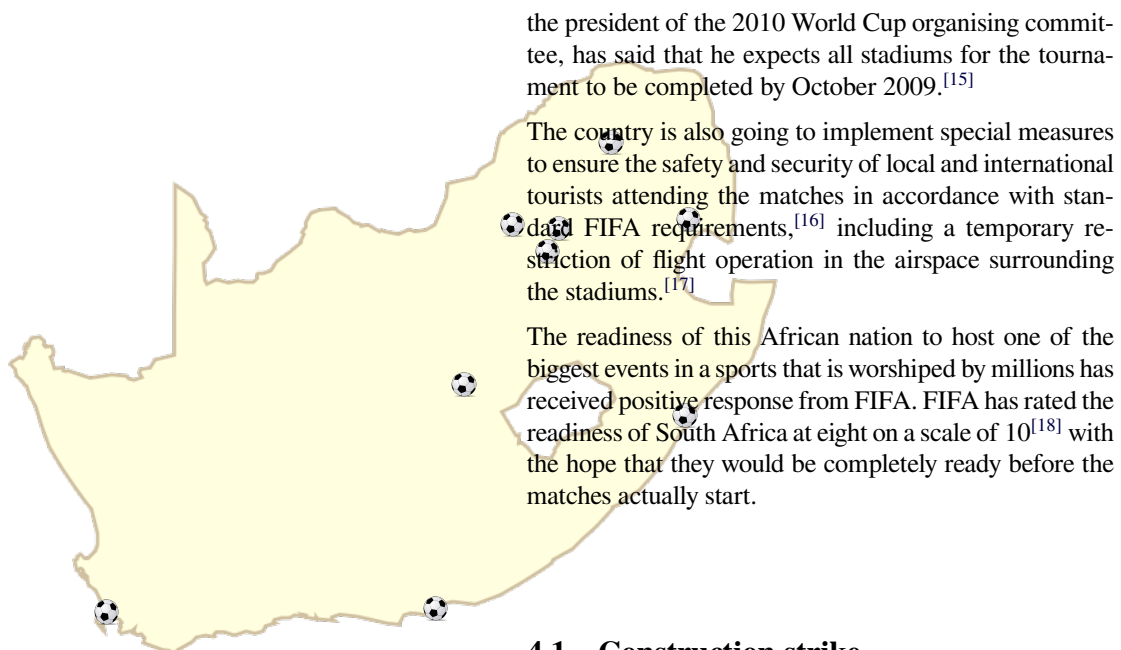 the president of the 2010 World Cup organising commit-
tee, has said that he expects all stadiums for the tourna-
ment to be completed by October 2009.[15]
The country is also going to implement special measures
to ensure the safety and security of local and international
tourists attending the matches in accordance with stan-
dard FIFA requirements,[16] including a temporary re-
striction of flight operation in the airspace surrounding
the stadiums.[17]
The readiness of this African nation to host one of the
biggest events in a sports that is worshiped by millions has
received positive response from FIFA. FIFA has rated the
readiness of South Africa at eight on a scale of 10[18] with
the hope that they would be completely ready before the
matches actually start.
4.1 Construction strike